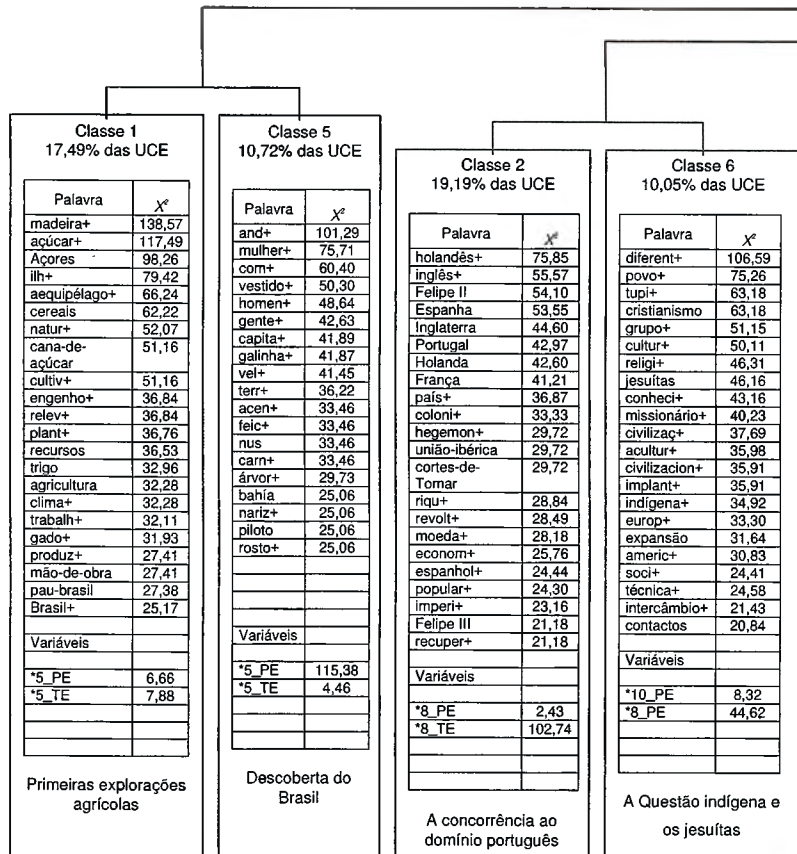 Classe 1
17,49% das UCE
Palavra X²
madeira+ 138,57
açúcar+ 117,49
Açores 98,26
ilh+ 79,42
aequipélago+ 66,24
cereais 62,22
natur+ 52,07
cana-de-açúcar 51,16
cultiv+ 51,16
engenho+ 36,84
relev+ 36,84
plant+ 36,76
recursos 36,53
trigo 32,96
agricultura 32,28
clima+ 32,28
trabalh+ 32,11
gado+ 31,93
produz+ 27,41
mão-de-obra 27,41
pau-brasil 27,38
Brasil+ 25,17
Variáveis
*5_PE 6,66
*5_TE 7,88
Primeiras explorações
agrícolas
Classe 5
10,72% das UCE
Palavra X²
and+ 101,29
mulher+ 75,71
com+ 60,40
vestido+ 50,30
homen+ 48,64
gente+ 42,63
capita+ 41,89
galinha+ 41,87
vel+ 41,45
terr+ 36,22
acen+ 33,46
feic+ 33,46
nus 33,46
carn+ 33,46
árvor+ 29,73
bahía 25,06
nariz+ 25,06
piloto 25,06
rosto+ 25,06
Variáveis
*5_PE 115,38
*5_TE 4,46
Descoberta do
Brasil
Classe 2
19,19% das UCE
Palavra X²
holandês+ 75,85
inglês+ 55,57
Felipe II 54,10
Espanha 53,55
Inglaterra 44,60
Portugal 42,97
Holanda 42,60
França 41,21
país+ 36,87
coloni+ 33,33
hegemon+ 29,72
união-ibérica 29,72
cortes-de-Tomar 29,72
riqu+ 28,84
revolt+ 28,49
moeda+ 28,18
econom+ 25,76
espanhol+ 24,44
popular+ 24,30
imperi+ 23,16
Felipe III 21,18
recuper+ 21,18
Variáveis
*8_PE 2,43
*8_TE 102,74
A concorrência ao
domínio português
Classe 6
10,05% das UCE
Palavra X²
diferent+ 106,59
povo+ 75,26
tupi+ 63,18
cristianismo 63,18
grupo+ 51,15
cultur+ 50,11
religi+ 46,31
jesuítas 46,16
conheci+ 43,16
missionário+ 40,23
civilizaç+ 37,69
acultur+ 35,98
civilizacion+ 35,91
implant+ 35,91
indígena+ 34,92
europ+ 33,30
expansão 31,64
americ+ 30,83
soci+ 24,41
técnica+ 24,58
intercâmbio+ 21,43
contactos 20,84
Variáveis
*10_PE 8,32
*8_PE 44,62
A Questão indígena e
os jesuítas